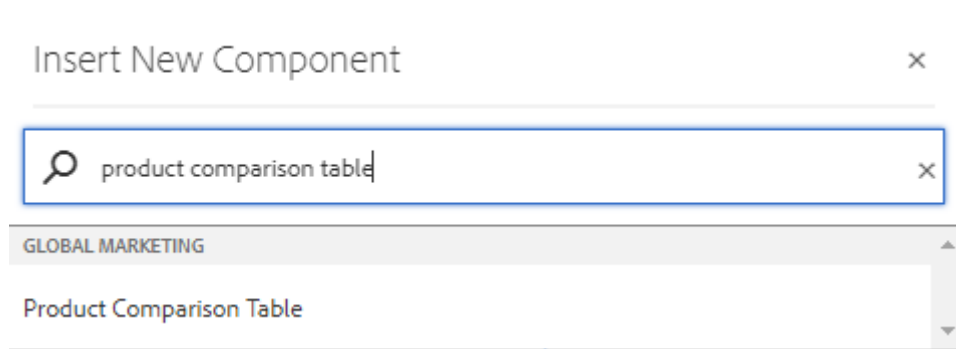 Insert New Component
product comparison table
GLOBAL MARKETING
Product Comparison Table